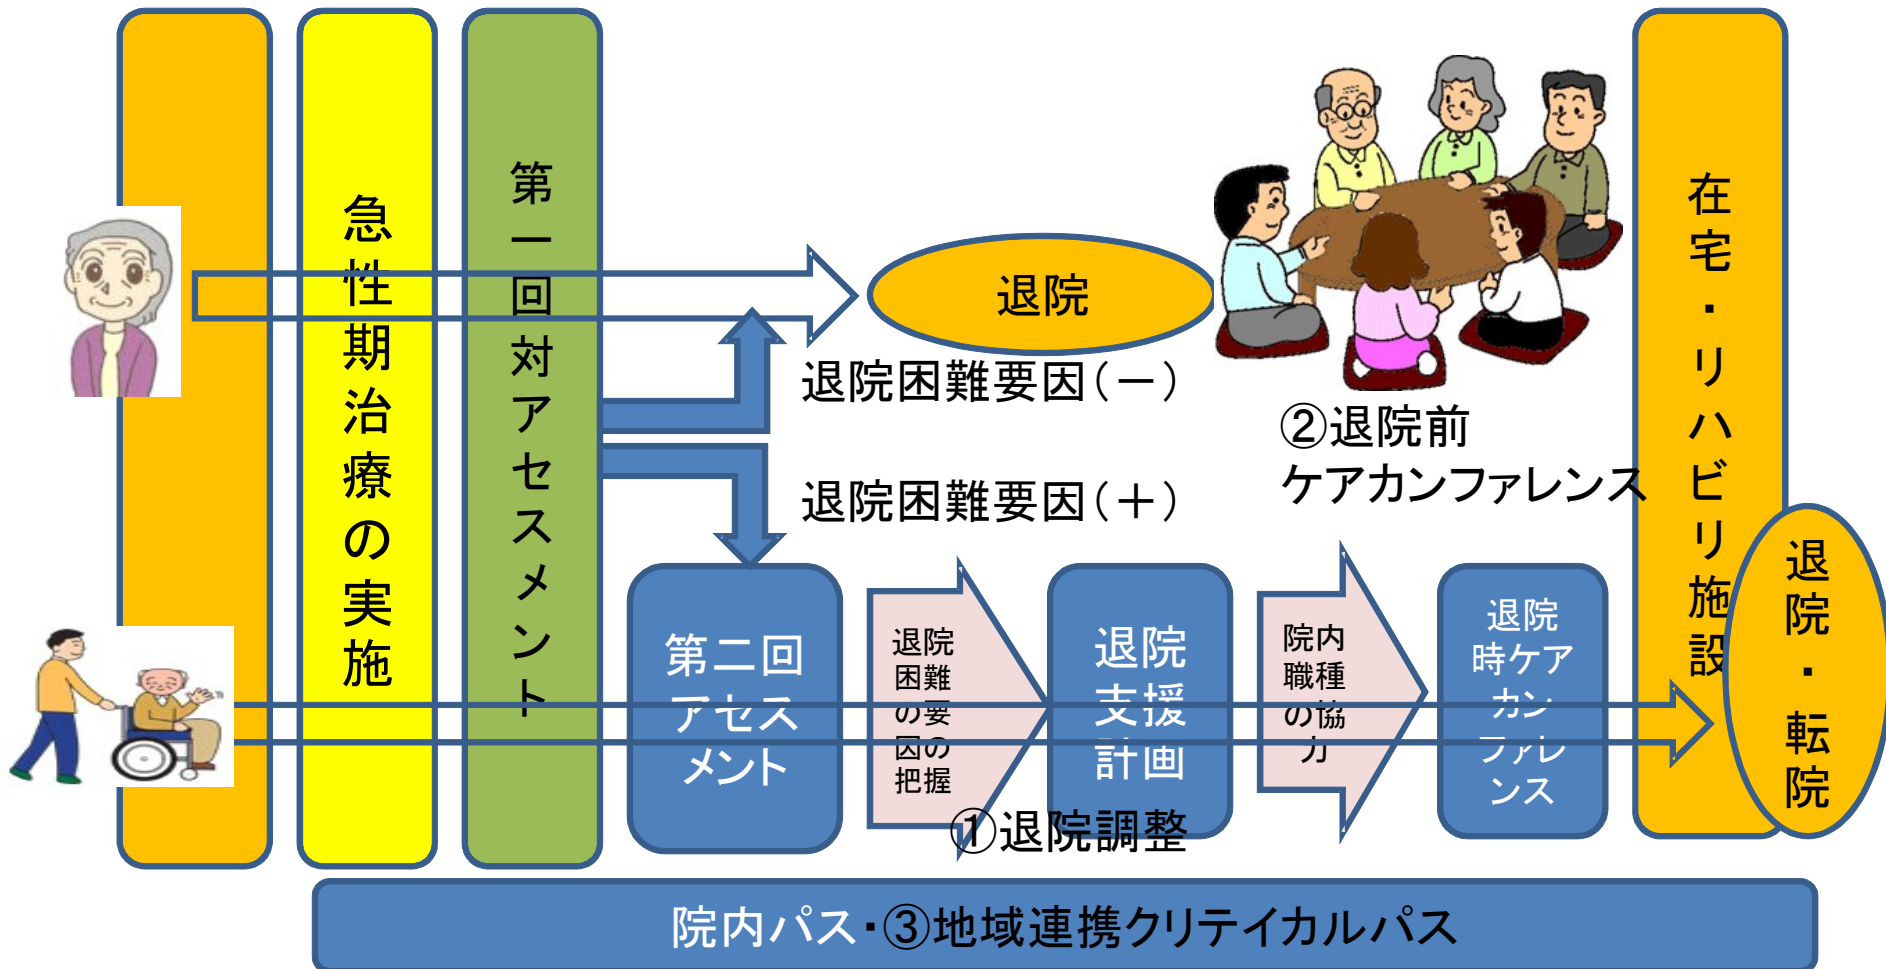 急性期治療の実施
第一回対アセスメント
退院
退院困難要因(－)
退院困難要因(＋)
②退院前
ケアカンファレンス
第二回
アセス
メント
退院
困難
の要
因の
把握
退院
支援
計画
①退院調整
院内
職種
の協
力
退院
時ケア
カン
ファレ
ンス
在宅・リハビリ施設
退院・転院
院内パス・③地域連携クリテイカルパス